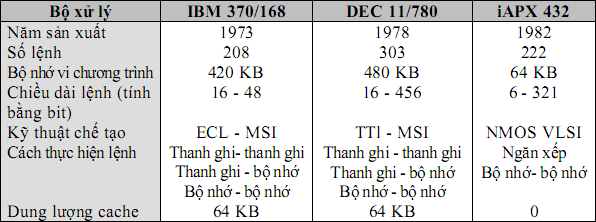 Bộ xử lý IBM 370/168 DEC 11/780 iAPX 432
Năm sản xuất 1973 1978 1982
Số lệnh 208 303 222
Bộ nhớ vi chương trình 420 KB 480 KB 64 KB
Chiều dài lệnh (tính 16 - 48 16 - 456 6 - 321
bằng bit)
Kỹ thuật chế tạo ECL - MSI TTl - MSI NMOS VLSI
Cách thực hiện lệnh Thanh ghi- thanh ghi Thanh ghi - thanh ghi Ngăn xếp
Thanh ghi - bộ nhớ Thanh ghi - bộ nhớ Bộ nhớ- bộ nhớ
Bộ nhớ - bộ nhớ Bộ nhớ - bộ nhớ
Dung lượng cache 64 KB 64 KB 0